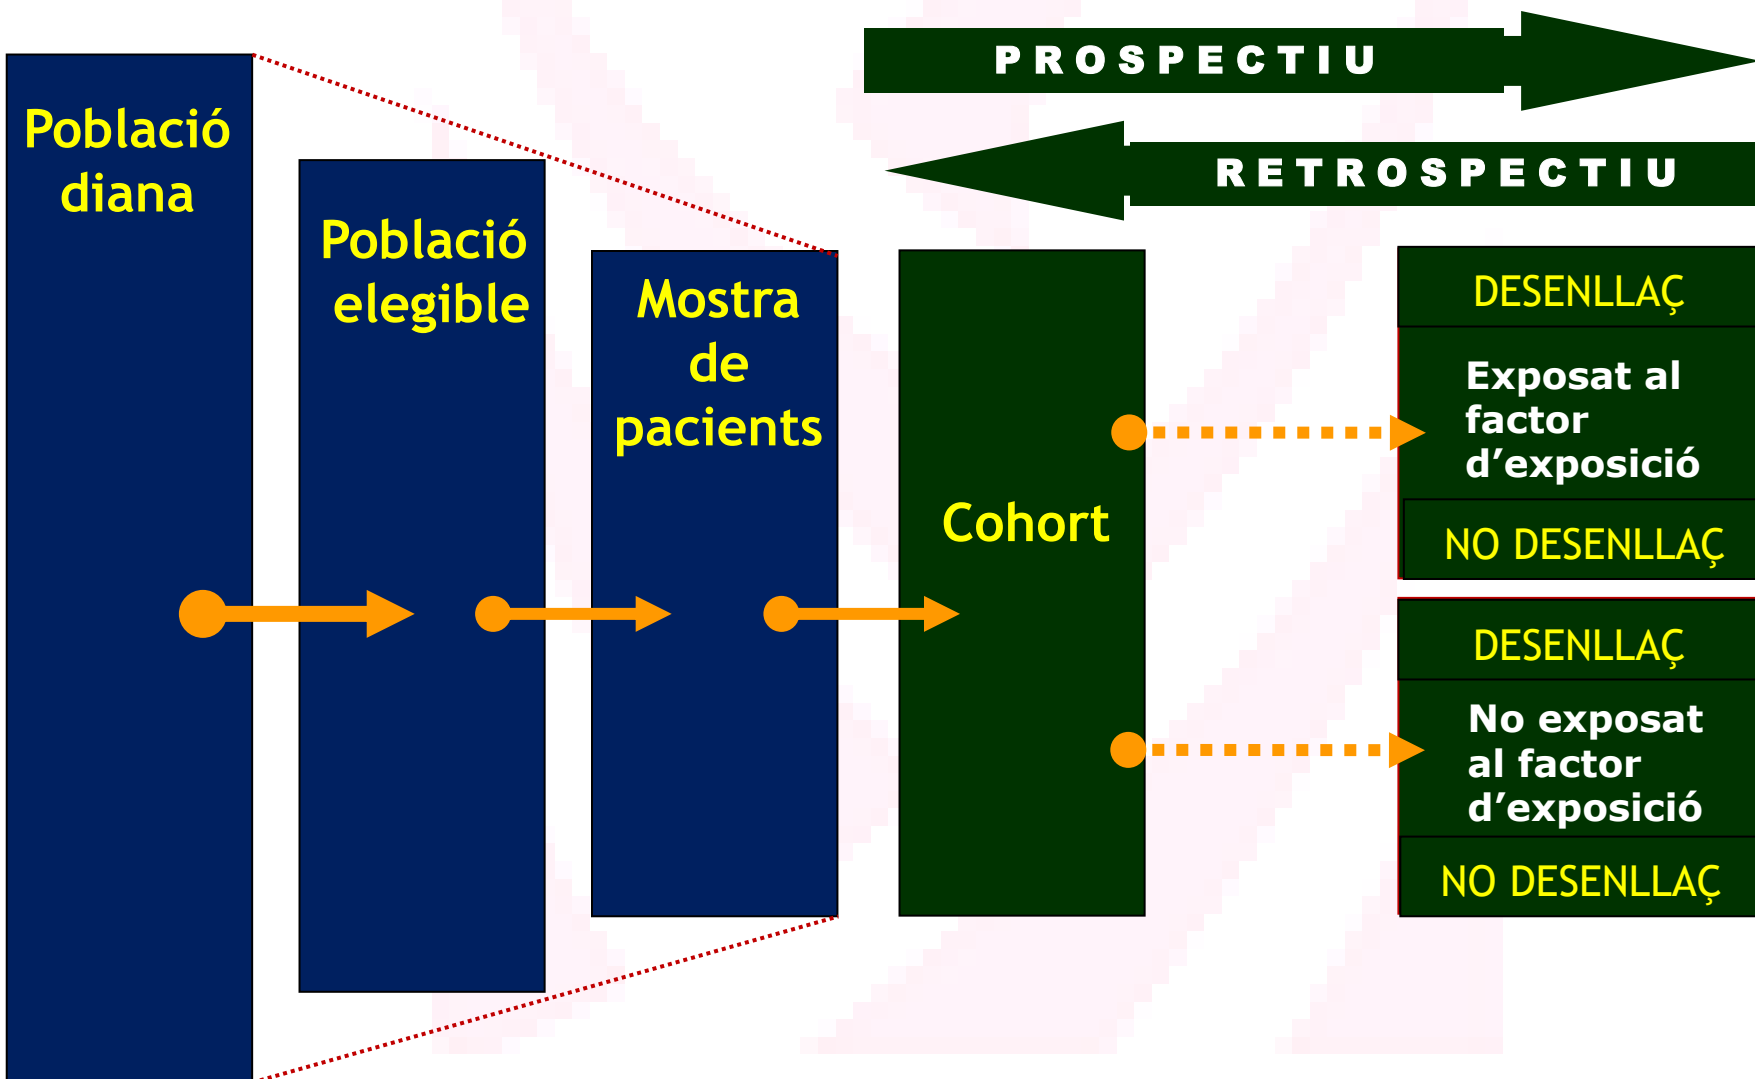 PROSPECTIU
RETROSPECTIU
Població
diana
Població
elegible
Mostra
de
pacients
Cohort
DESENLLAÇ
Exposat al
factor
d’exposició
NO DESENLLAÇ
DESENLLAÇ
No exposat
al factor
d’exposició
NO DESENLLAÇ